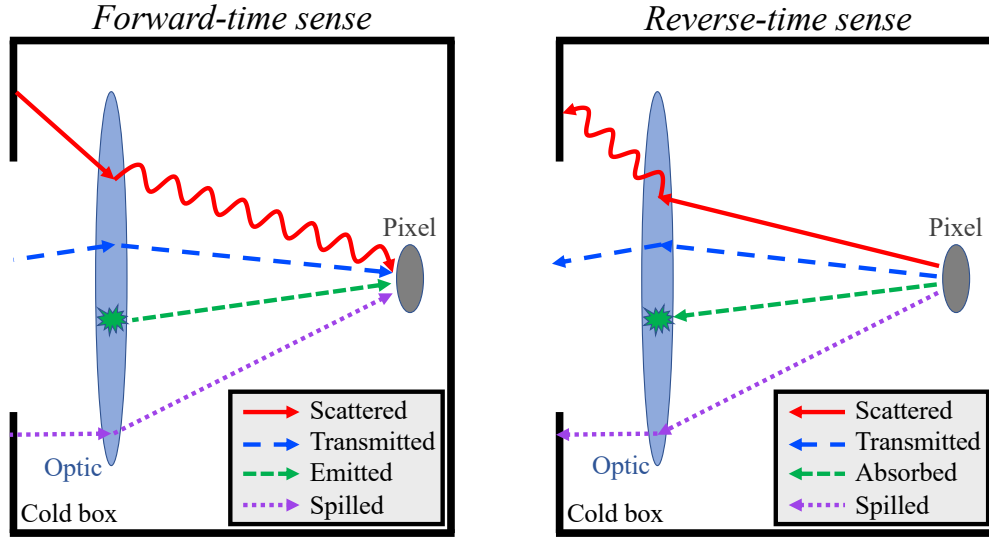 Forward-time sense
Pixel
Optic
Cold box
Scattered
Transmitted
Emitted
Spilled
Reverse-time sense
Pixel
Optic
Cold box
Scattered
Transmitted
Absorbed
Spilled